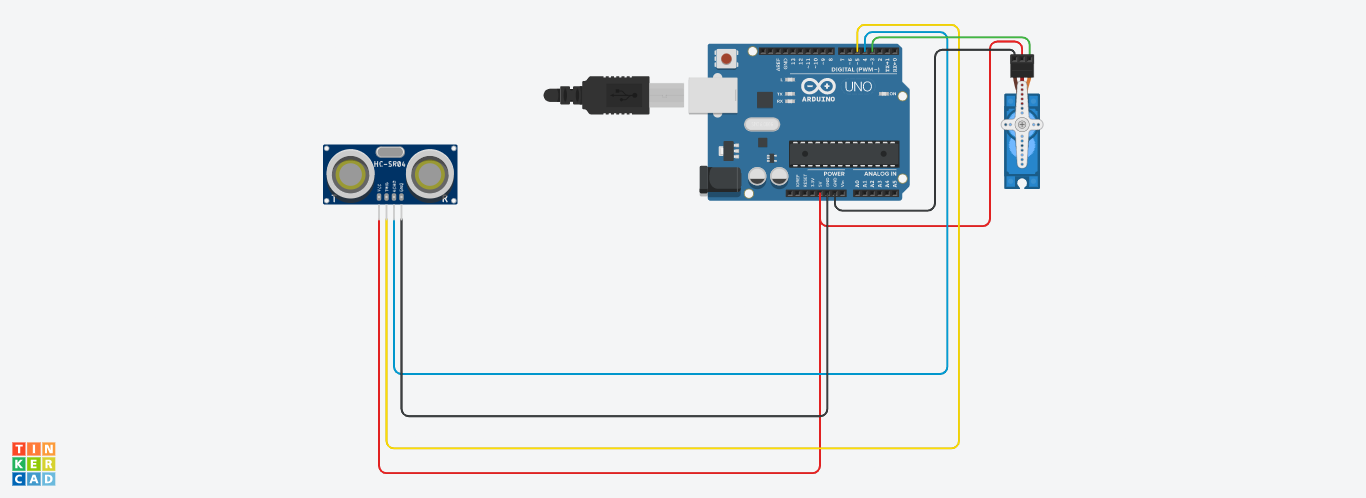 AREF
GND
13
12
~11
~10
~9
8
7
~6
~5
4
~3
2
TX→1
RX←0
DIGITAL (PWM~)
L
TX
RX
ARDUINO
UNO
ON
HC-SR04
VCC
TRIG
ECHO
GND
T
R
POWER
ANALOG IN
IOREF
RESET
3.3V
5V
GND
GND
Vin
A0
A1
A2
A3
A4
A5
TIN
KER
CAD